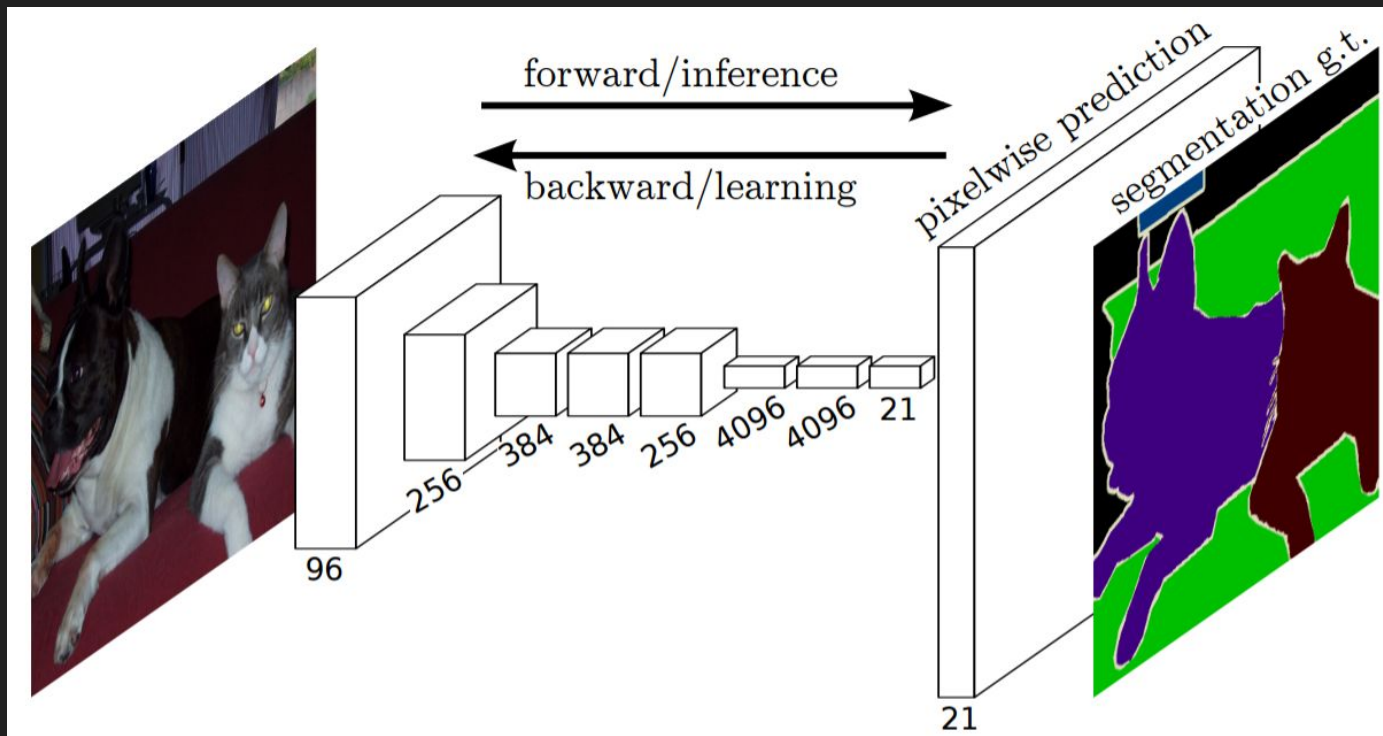 forward/inference
backward/learning
pixelwise prediction
segmentation g.t.
96
256
384
384
256
4096
4096
21
21